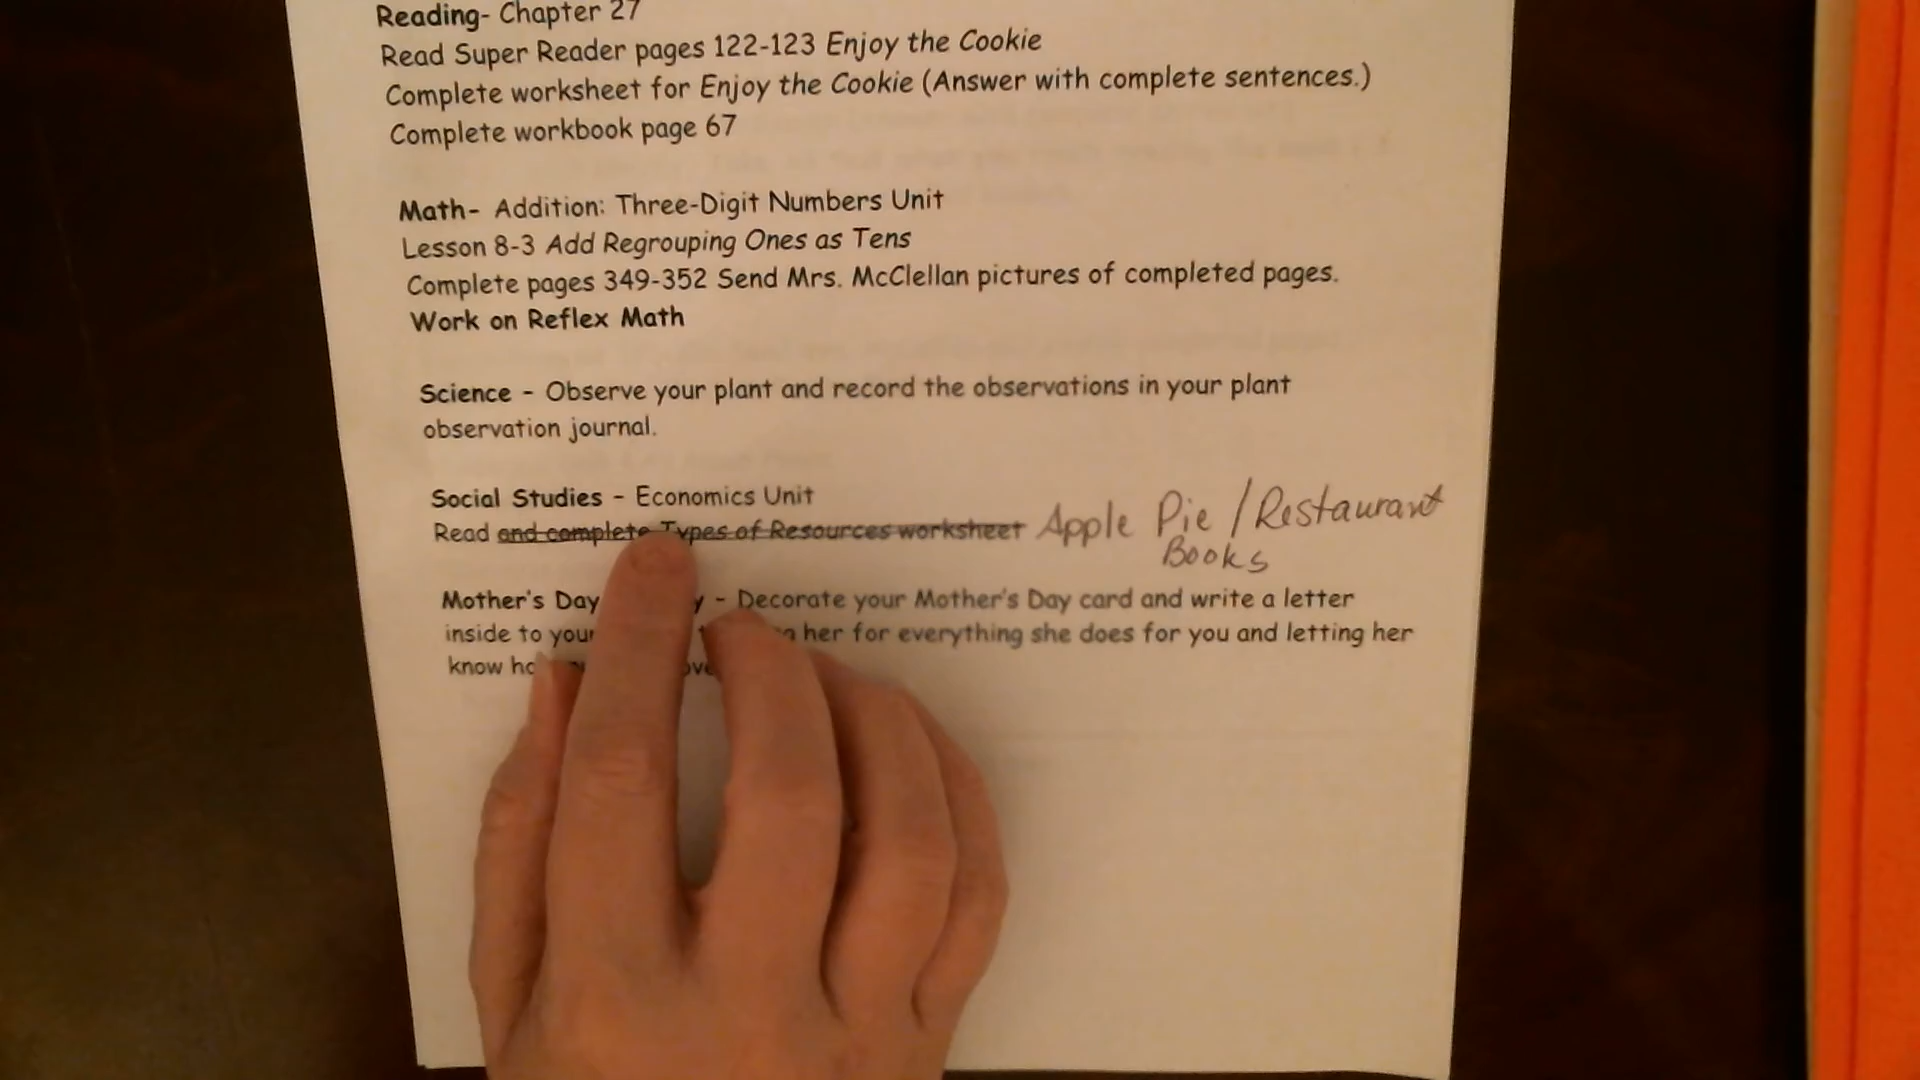 Reading- Chapter 27
Read Super Reader pages 122-123 Enjoy the Cookie
Complete worksheet for Enjoy the Cookie (Answer with complete sentences.)
Complete workbook page 67
Math- Addition: Three-Digit Numbers Unit
Lesson 8-3 Add Regrouping Ones as Tens
Complete pages 349-352 Send Mrs. McClellan pictures of completed pages.
Work on Reflex Math
Science - Observe your plant and record the observations in your plant
observation journal.
Social Studies - Economics Unit
Read and complete Types of Resources worksheet Apple Pie / Restaurant
Books
Mother's Day - Decorate your Mother's Day card and write a letter
inside to her for everything she does for you and letting her
know